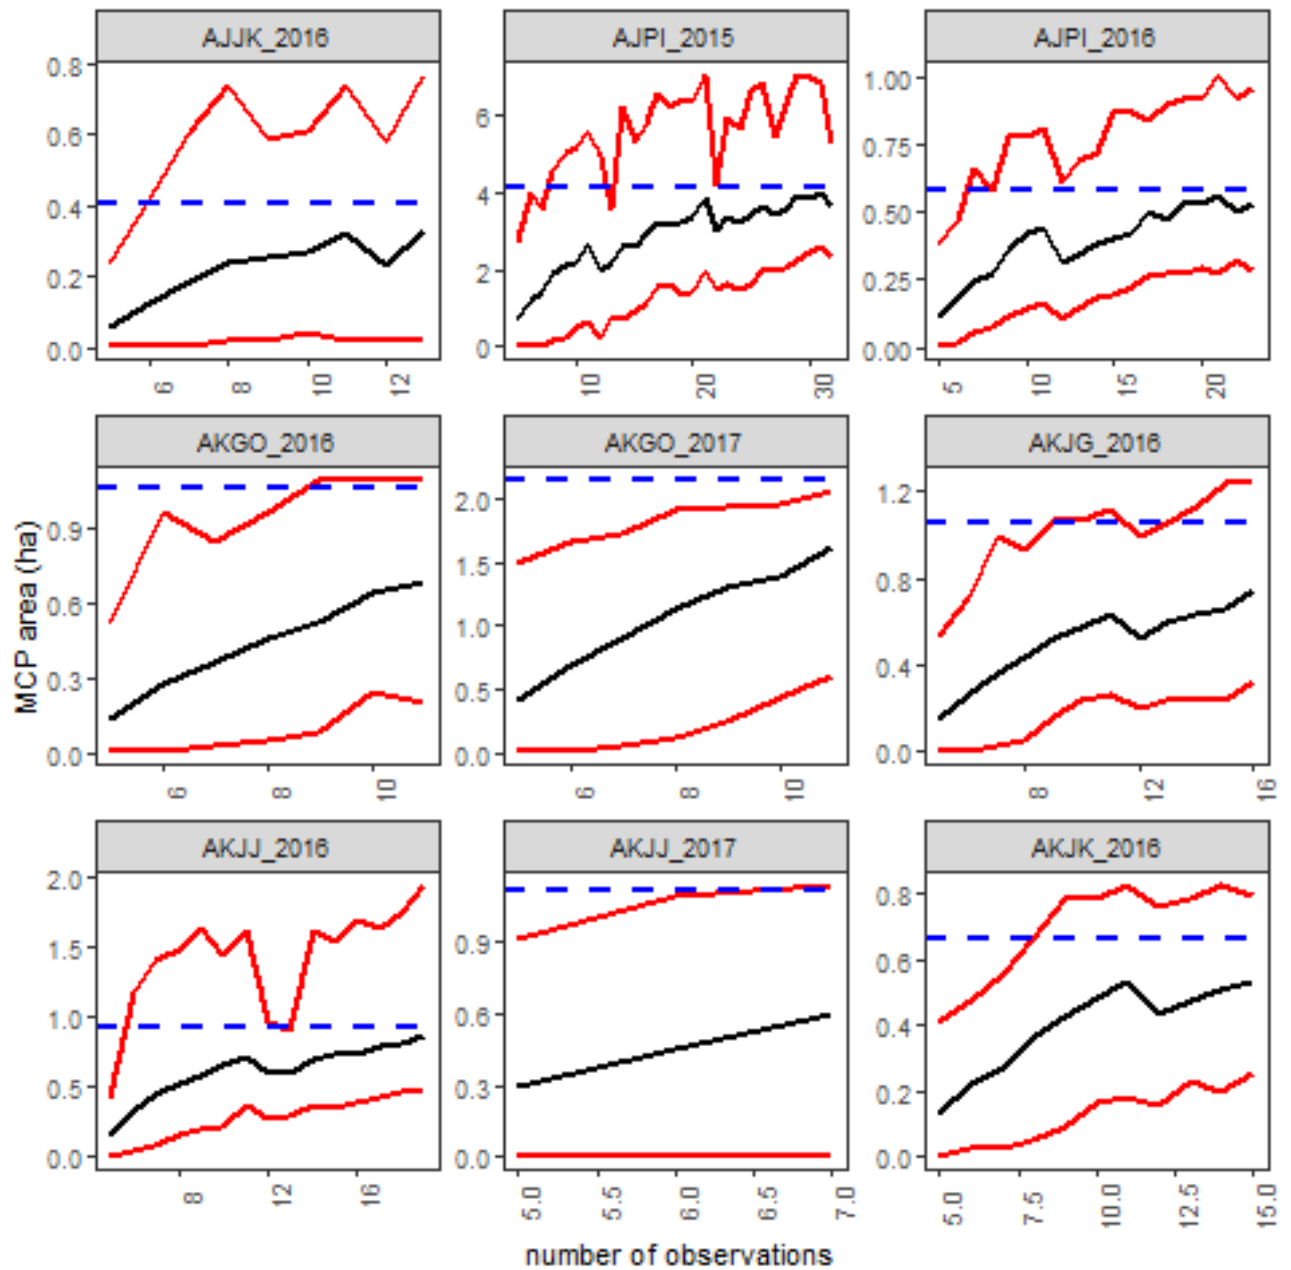 AJJK_2016 AJPI_2015 AJPI_2016
0.8 0.6 0.4 0.2 0.0
6 4 2 0
1.00 0.75 0.50 0.25 0.00
6 8 10 12
10 20 30
5 10 15 20
AKGO_2016 AKGO_2017 AKJG_2016
0.9 0.6 0.3 0.0
2.0 1.5 1.0 0.5 0.0
1.2 0.8 0.4 0.0
6 8 10
6 8 10
8 12 16
MCP area (ha)
AKJJ_2016 AKJJ_2017 AKJK_2016
2.0 1.5 1.0 0.5 0.0
0.9 0.6 0.3 0.0
0.8 0.6 0.4 0.2 0.0
8 12 16
5.0 5.5 6.0 6.5 7.0
5.0 7.5 10.0 12.5 15.0
number of observations